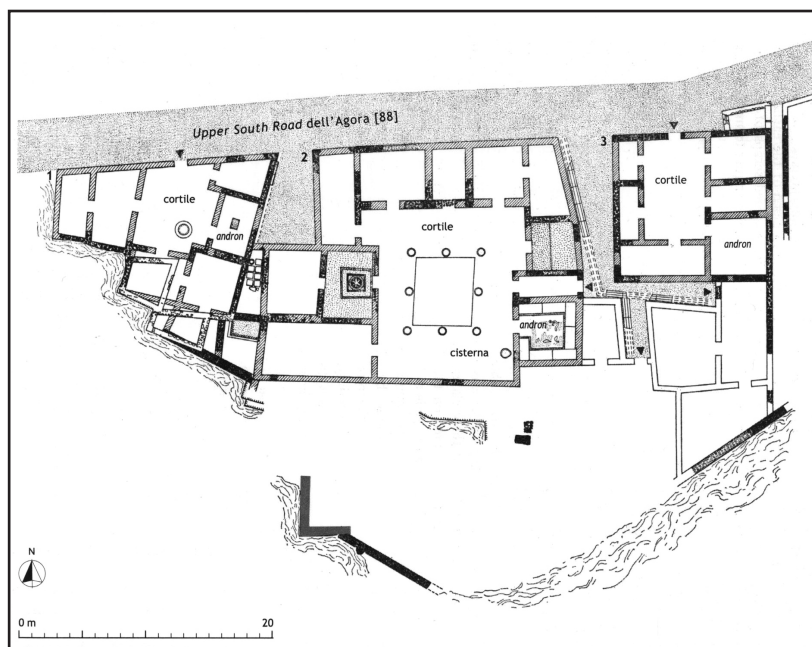 Upper South Road dell'Agora [88]
1
2
3
cortile
andron
cortile
cortile
andron
andron
cisterna
N
0 m
20